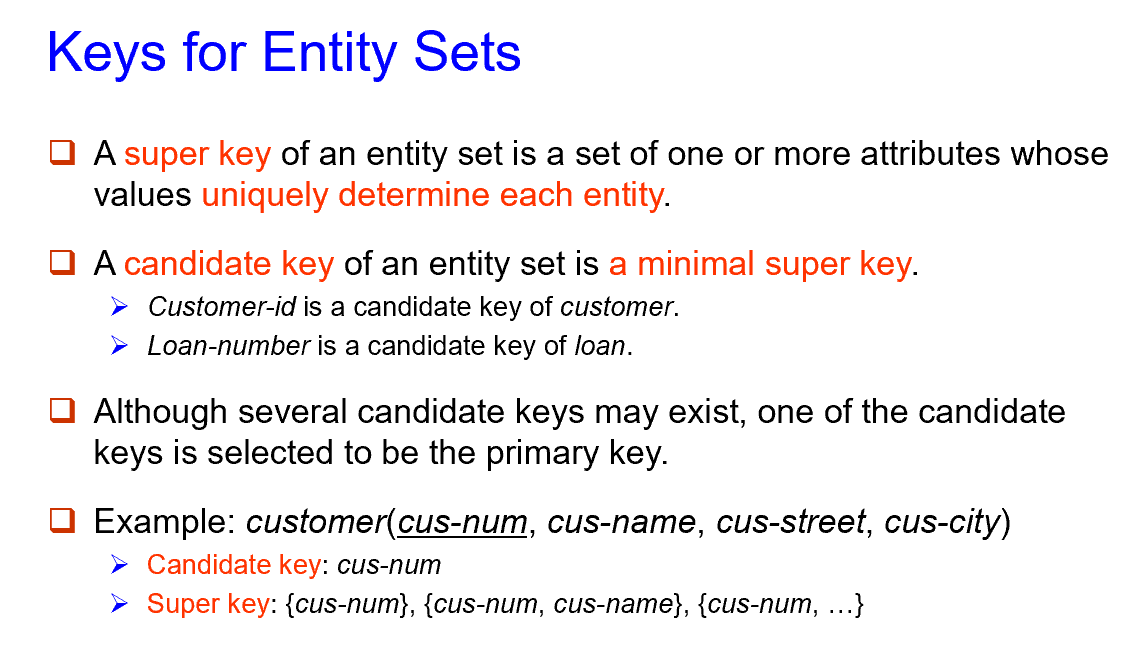 Keys for Entity Sets
A super key of an entity set is a set of one or more attributes whose
values uniquely determine each entity.
A candidate key of an entity set is a minimal super key.
Customer-id is a candidate key of customer.
Loan-number is a candidate key of loan.
Although several candidate keys may exist, one of the candidate
keys is selected to be the primary key.
Example: customer(cus-num, cus-name, cus-street, cus-city)
Candidate key: cus-num
Super key: {cus-num}, {cus-num, cus-name}, {cus-num, …}